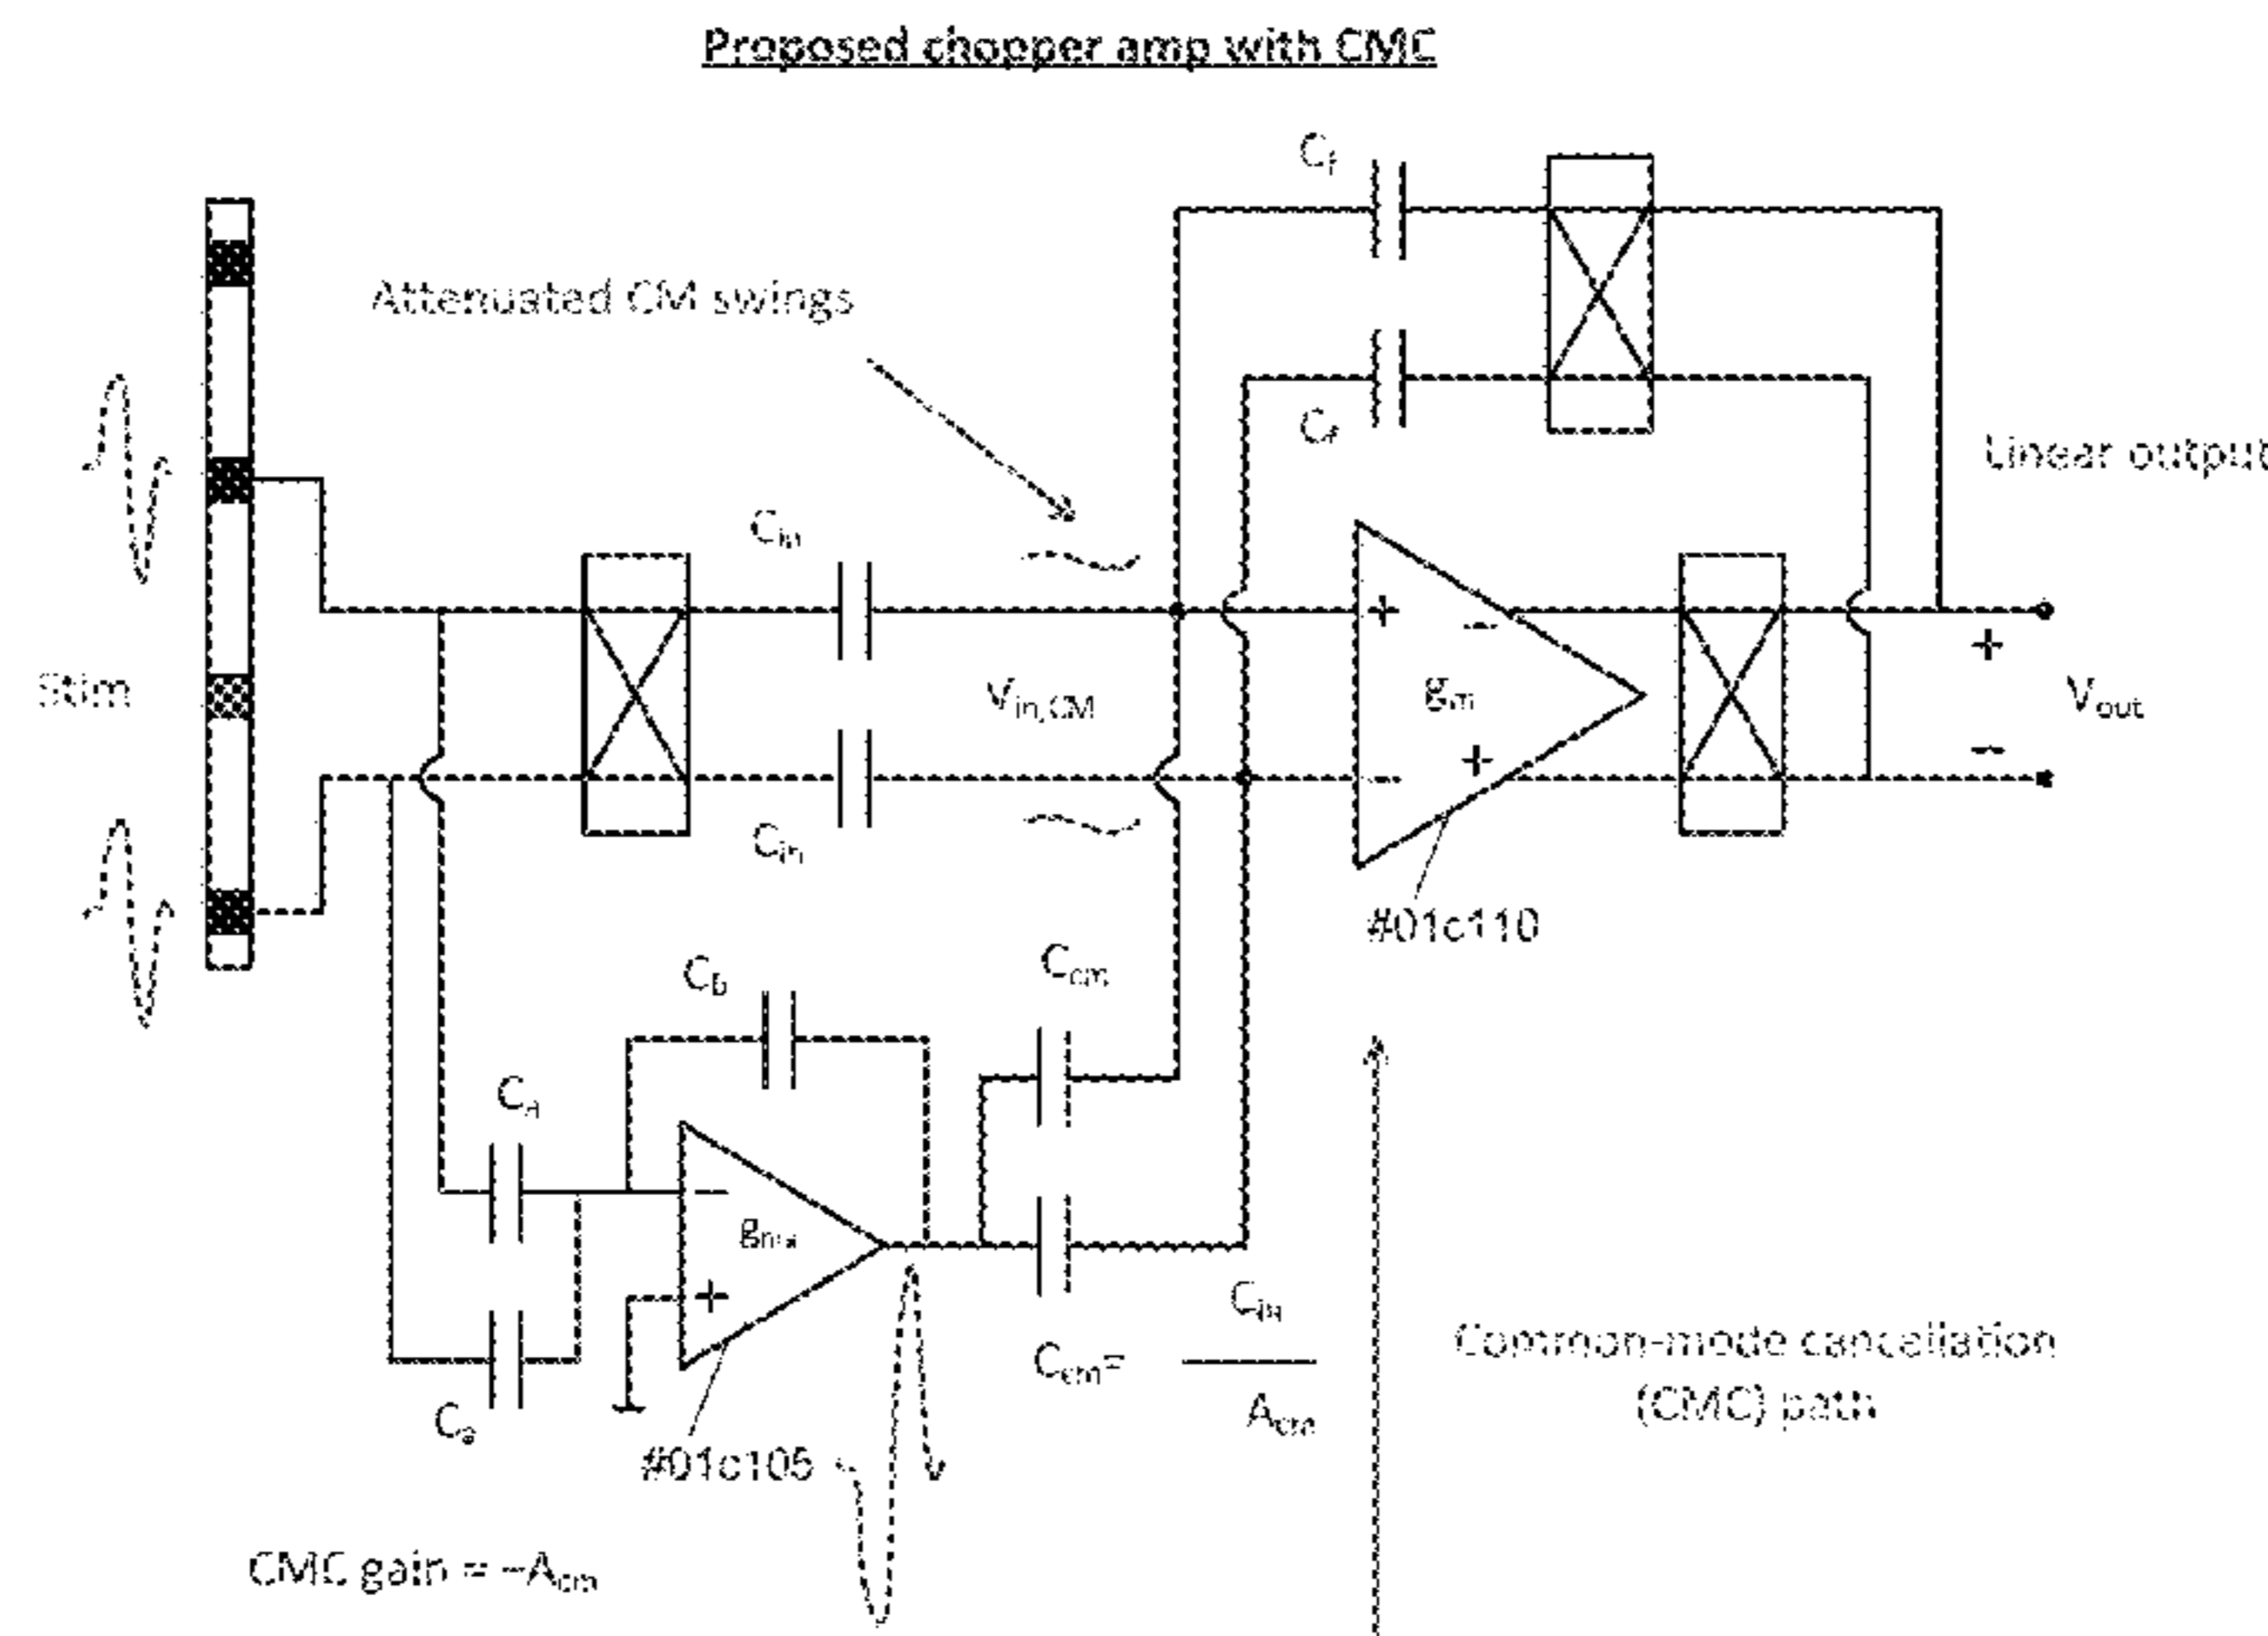 Proposed chopper amp with CMC
Cf
Attenuated CM swings
Cf
Linear output
Cin
+
−
+
Stim
Vin,CM
gm
Vout
−
+
−
Cin
#01c110
Cb
Ccm
Ca
−
+
Cin
Ccm=
Acm
Common-mode cancellation
(CMC) path
Ca
#01c105
CMC gain = −Acm